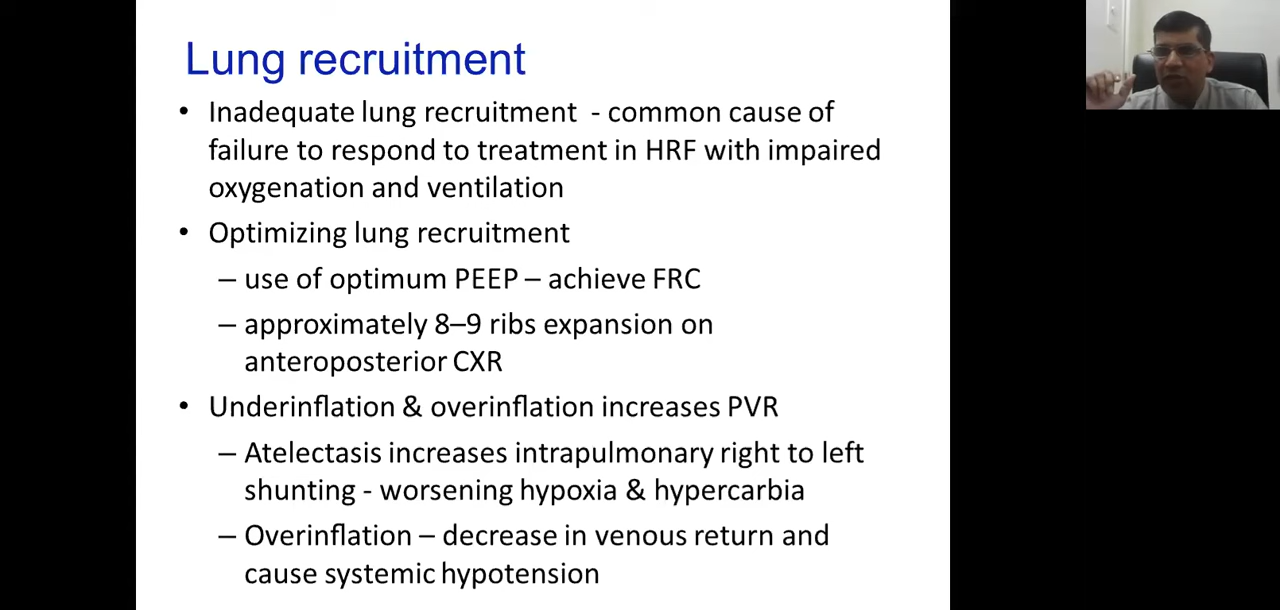 Lung recruitment
• Inadequate lung recruitment - common cause of
failure to respond to treatment in HRF with impaired
oxygenation and ventilation
• Optimizing lung recruitment
– use of optimum PEEP – achieve FRC
– approximately 8–9 ribs expansion on
anteroposterior CXR
• Underinflation & overinflation increases PVR
– Atelectasis increases intrapulmonary right to left
shunting - worsening hypoxia & hypercarbia
– Overinflation – decrease in venous return and
cause systemic hypotension